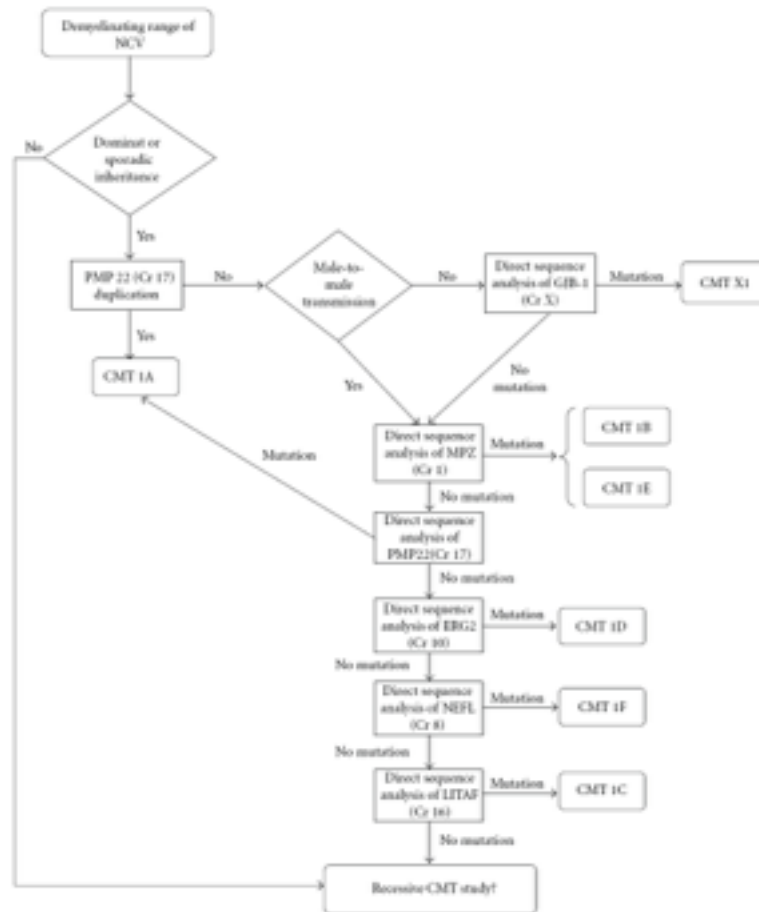 Demyelinating range of
NCV
No
Dominat or
sporadic
inheritance
Yes
PMP 22 (Cr 17)
duplication
No
Male-to-
male
transmission
No
Direct sequence
analysis of GJB-1
(Cr X)
Mutation
CMT X1
Yes
CMT 1A
Yes
No
mutation
Mutation
Direct sequence
analysis of MPZ
(Cr 1)
Mutation
CMT 1B
CMT 1E
No mutation
Direct sequence
analysis of
PMP22(Cr 17)
No mutation
Direct sequence
analysis of ERG2
(Cr 10)
Mutation
CMT 1D
No mutation
Direct sequence
analysis of NEFL
(Cr 8)
Mutation
CMT 1F
No mutation
Direct sequence
analysis of LITAF
(Cr 16)
Mutation
CMT 1C
No mutation
Recessive CMT study†